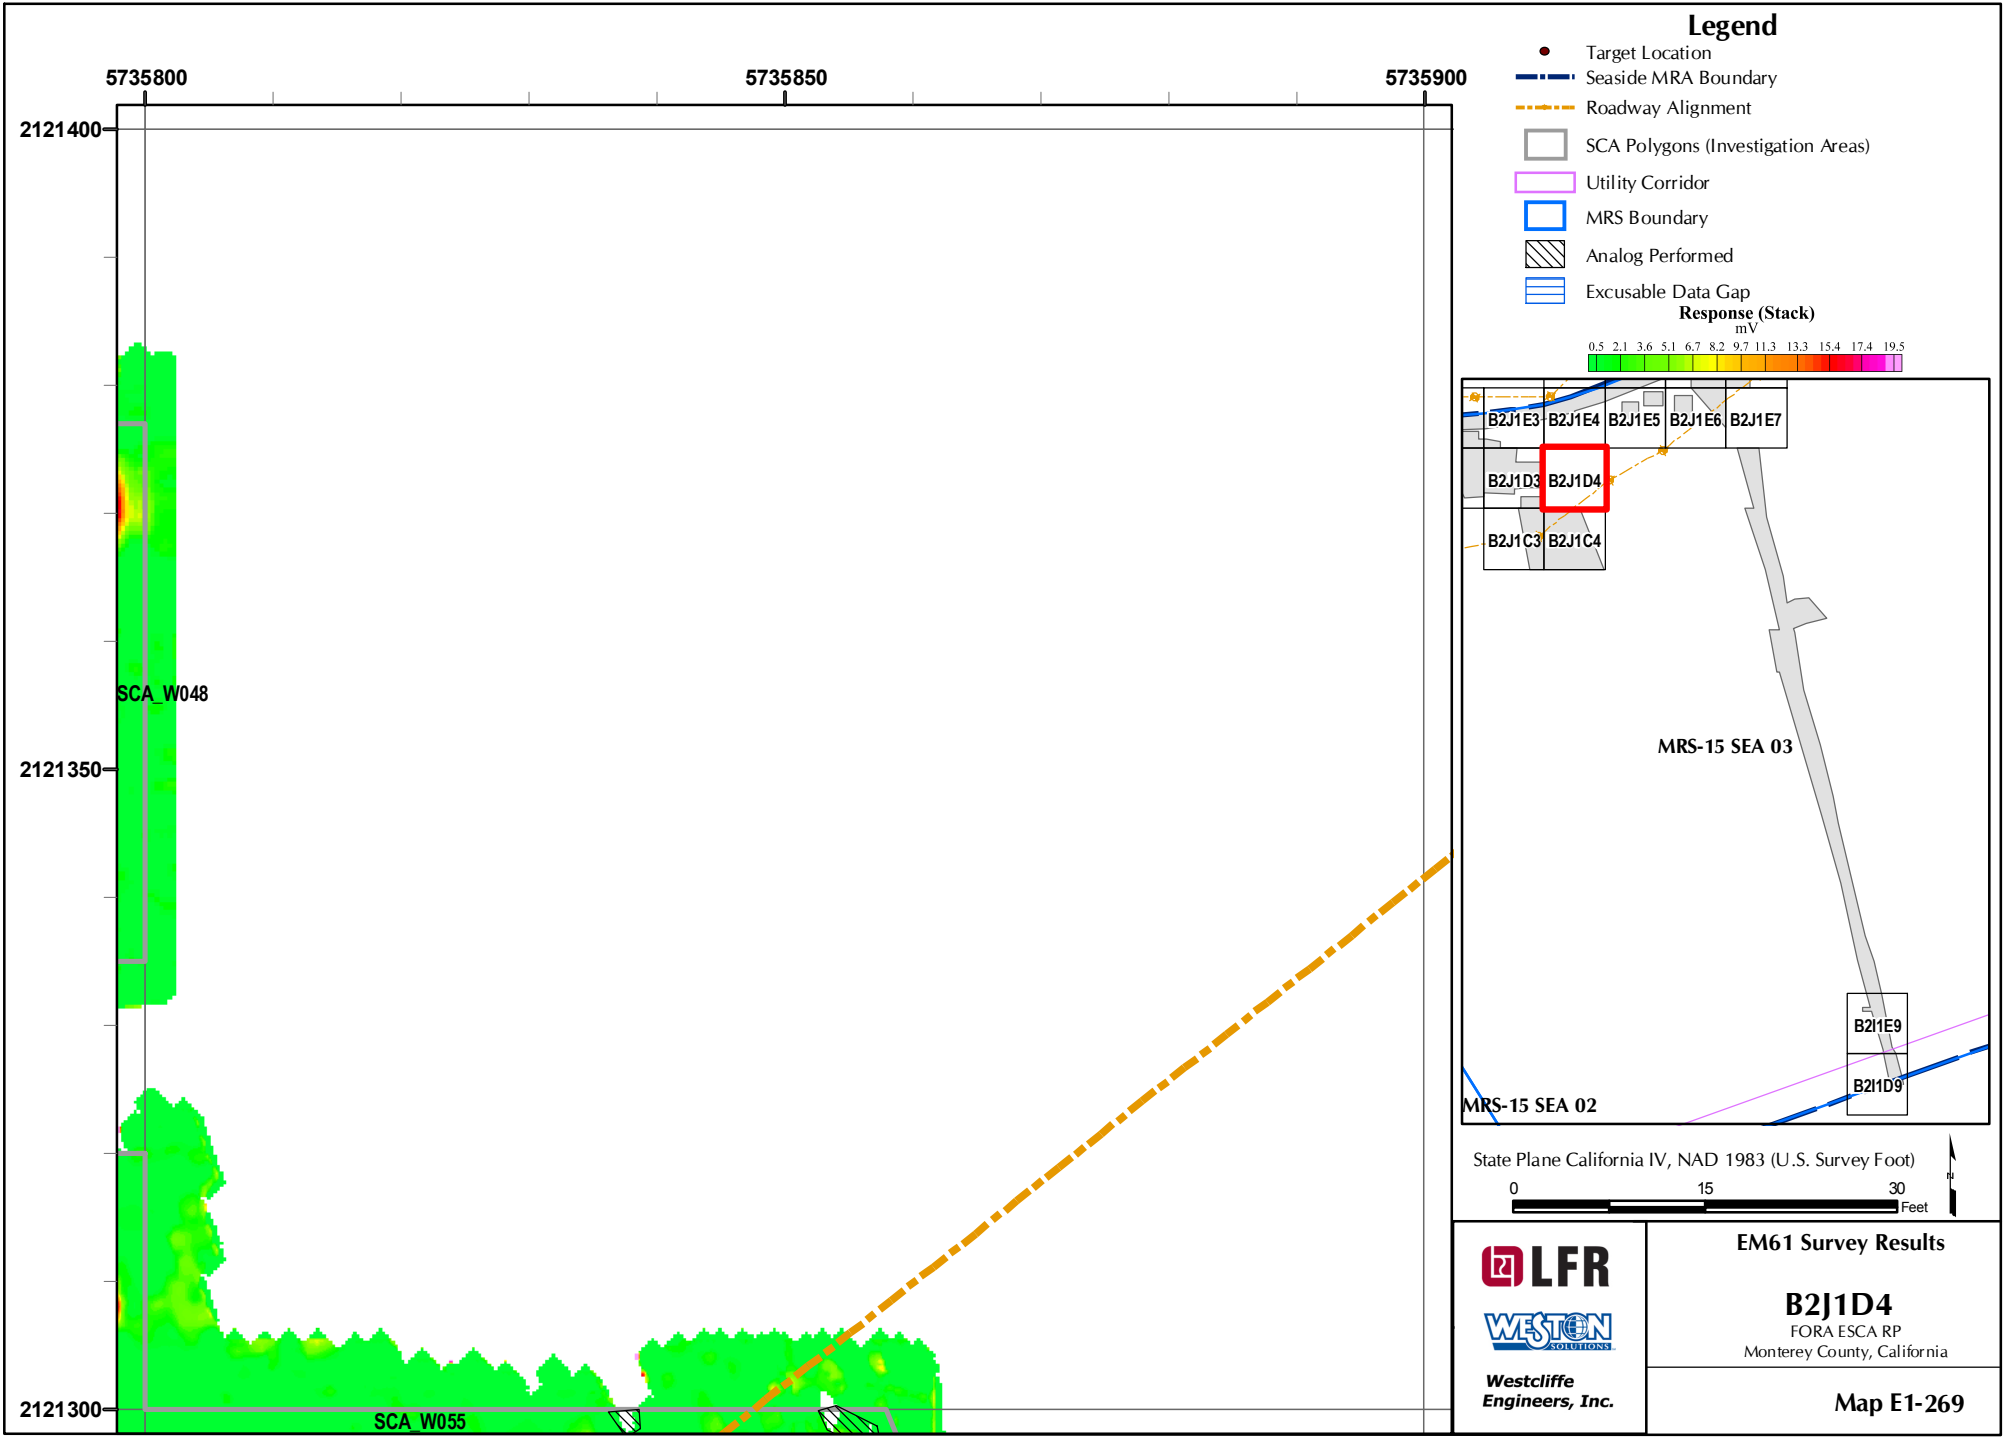 5735800
5735850
5735900
2121400
2121350
2121300
SCA_W048
SCA_W055
Legend
Target Location
Seaside MRA Boundary
Roadway Alignment
SCA Polygons (Investigation Areas)
Utility Corridor
MRS Boundary
Analog Performed
Excusable Data Gap
Response (Stack)
mV
0.5 2.1 3.6 5.1 6.7 8.2 9.7 11.3 13.3 15.4 17.4 19.5
B2J1E3 B2J1E4 B2J1E5 B2J1E6 B2J1E7
B2J1D3 B2J1D4
B2J1C3 B2J1C4
MRS-15 SEA 03
B2I1E9
B2I1D9
MRS-15 SEA 02
State Plane California IV, NAD 1983 (U.S. Survey Foot)
0 15 30
Feet
N
LFR
WESTON
SOLUTIONS
Westcliffe
Engineers, Inc.
EM61 Survey Results
B2J1D4
FORA ESCA RP
Monterey County, California
Map E1-269